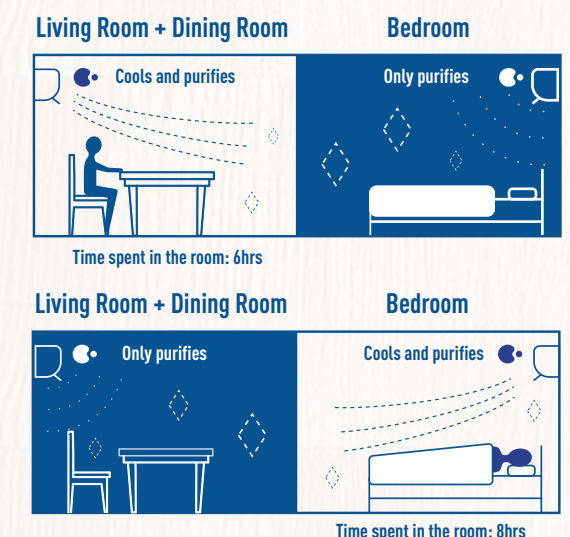 Living Room + Dining Room
Bedroom
Cools and purifies
Only purifies
Time spent in the room: 6hrs
Living Room + Dining Room
Bedroom
Only purifies
Cools and purifies
Time spent in the room: 8hrs